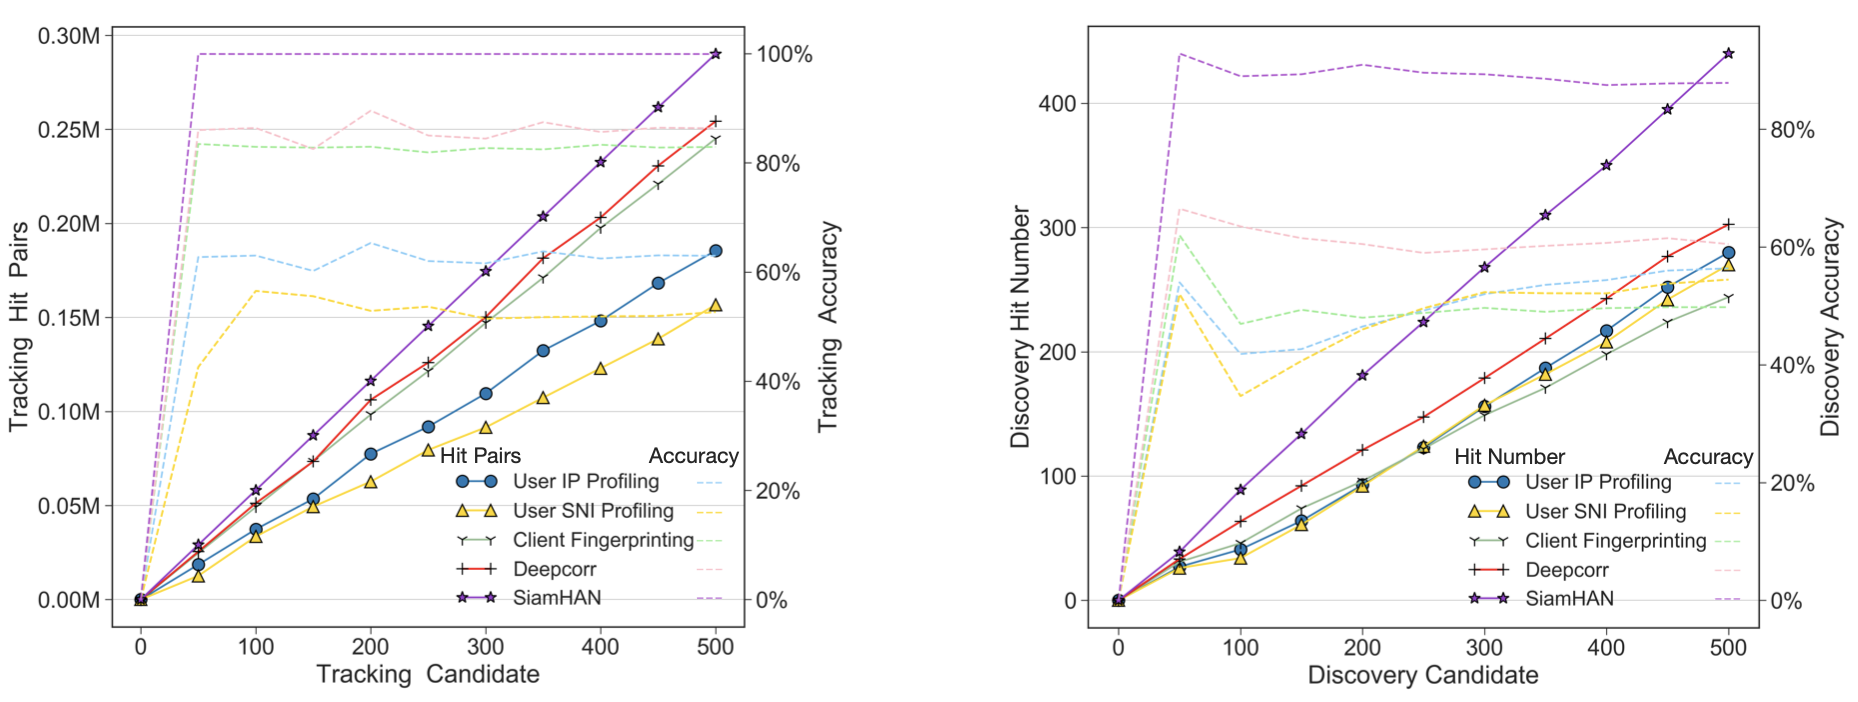 0.30M
0.25M
0.20M
0.15M
0.10M
0.05M
0.00M
Tracking Hit Pairs
100%
80%
60%
40%
20%
0%
Tracking Accuracy
Hit Pairs Accuracy
User IP Profiling
User SNI Profiling
Client Fingerprinting
Deepcorr
SiamHAN
0 100 200 300 400 500
Tracking Candidate
400
300
200
100
0
Discovery Hit Number
80%
60%
40%
20%
0%
Discovery Accuracy
Hit Number Accuracy
User IP Profiling
User SNI Profiling
Client Fingerprinting
Deepcorr
SiamHAN
0 100 200 300 400 500
Discovery Candidate